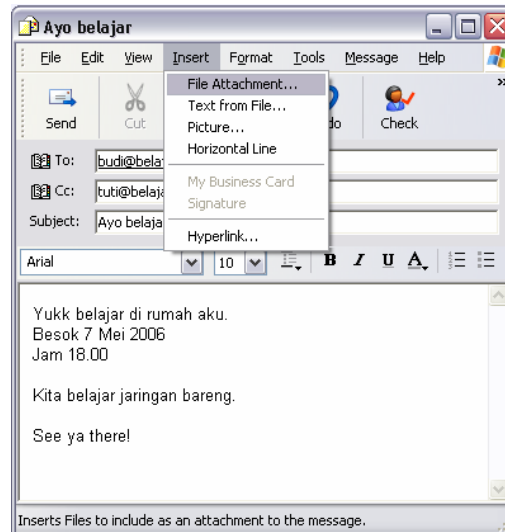 Ayo belajar
File Edit View Insert Format Tools Message Help
Send Cut do Check »
File Attachment...
Text from File...
Picture...
Horizontal Line
My Business Card
Signature
Hyperlink...
To: budi@bela
Cc: tuti@belaja
Subject: Ayo belaja
Arial 10 B I U A
Yukk belajar di rumah aku.
Besok 7 Mei 2006
Jam 18.00
Kita belajar jaringan bareng.
See ya there!
Inserts Files to include as an attachment to the message.